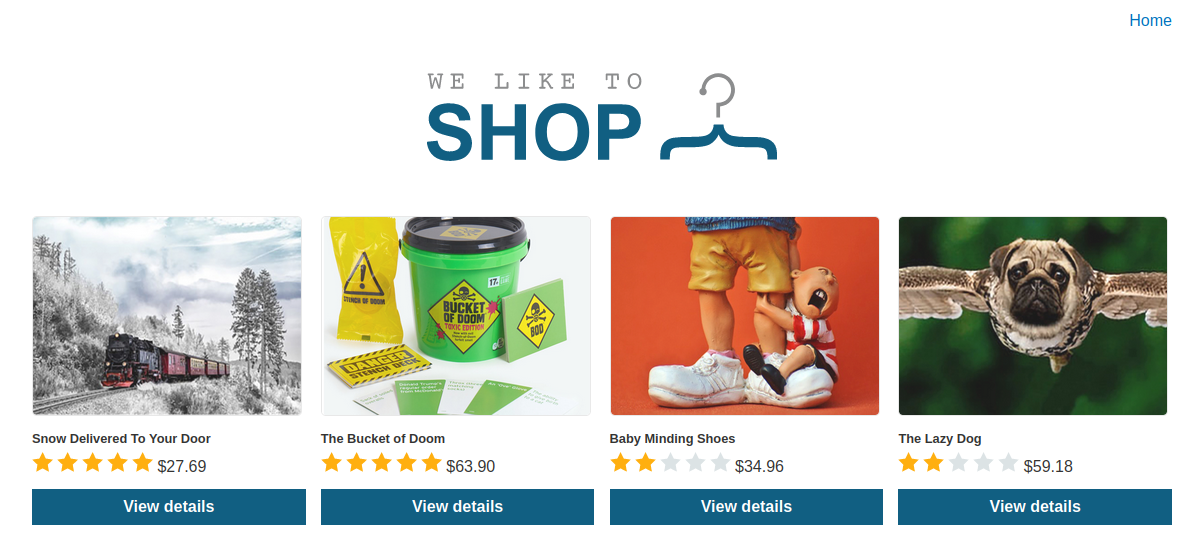 Home
WE LIKE TO
SHOP
STENCH OF DOOM
17+
BUCKET
OF DOOM
TOXIC EDITION
BOO
DANGER
STENCH DECK
Snow Delivered To Your Door
The Bucket of Doom
Baby Minding Shoes
The Lazy Dog
$27.69
$63.90
$34.96
$59.18
View details
View details
View details
View details